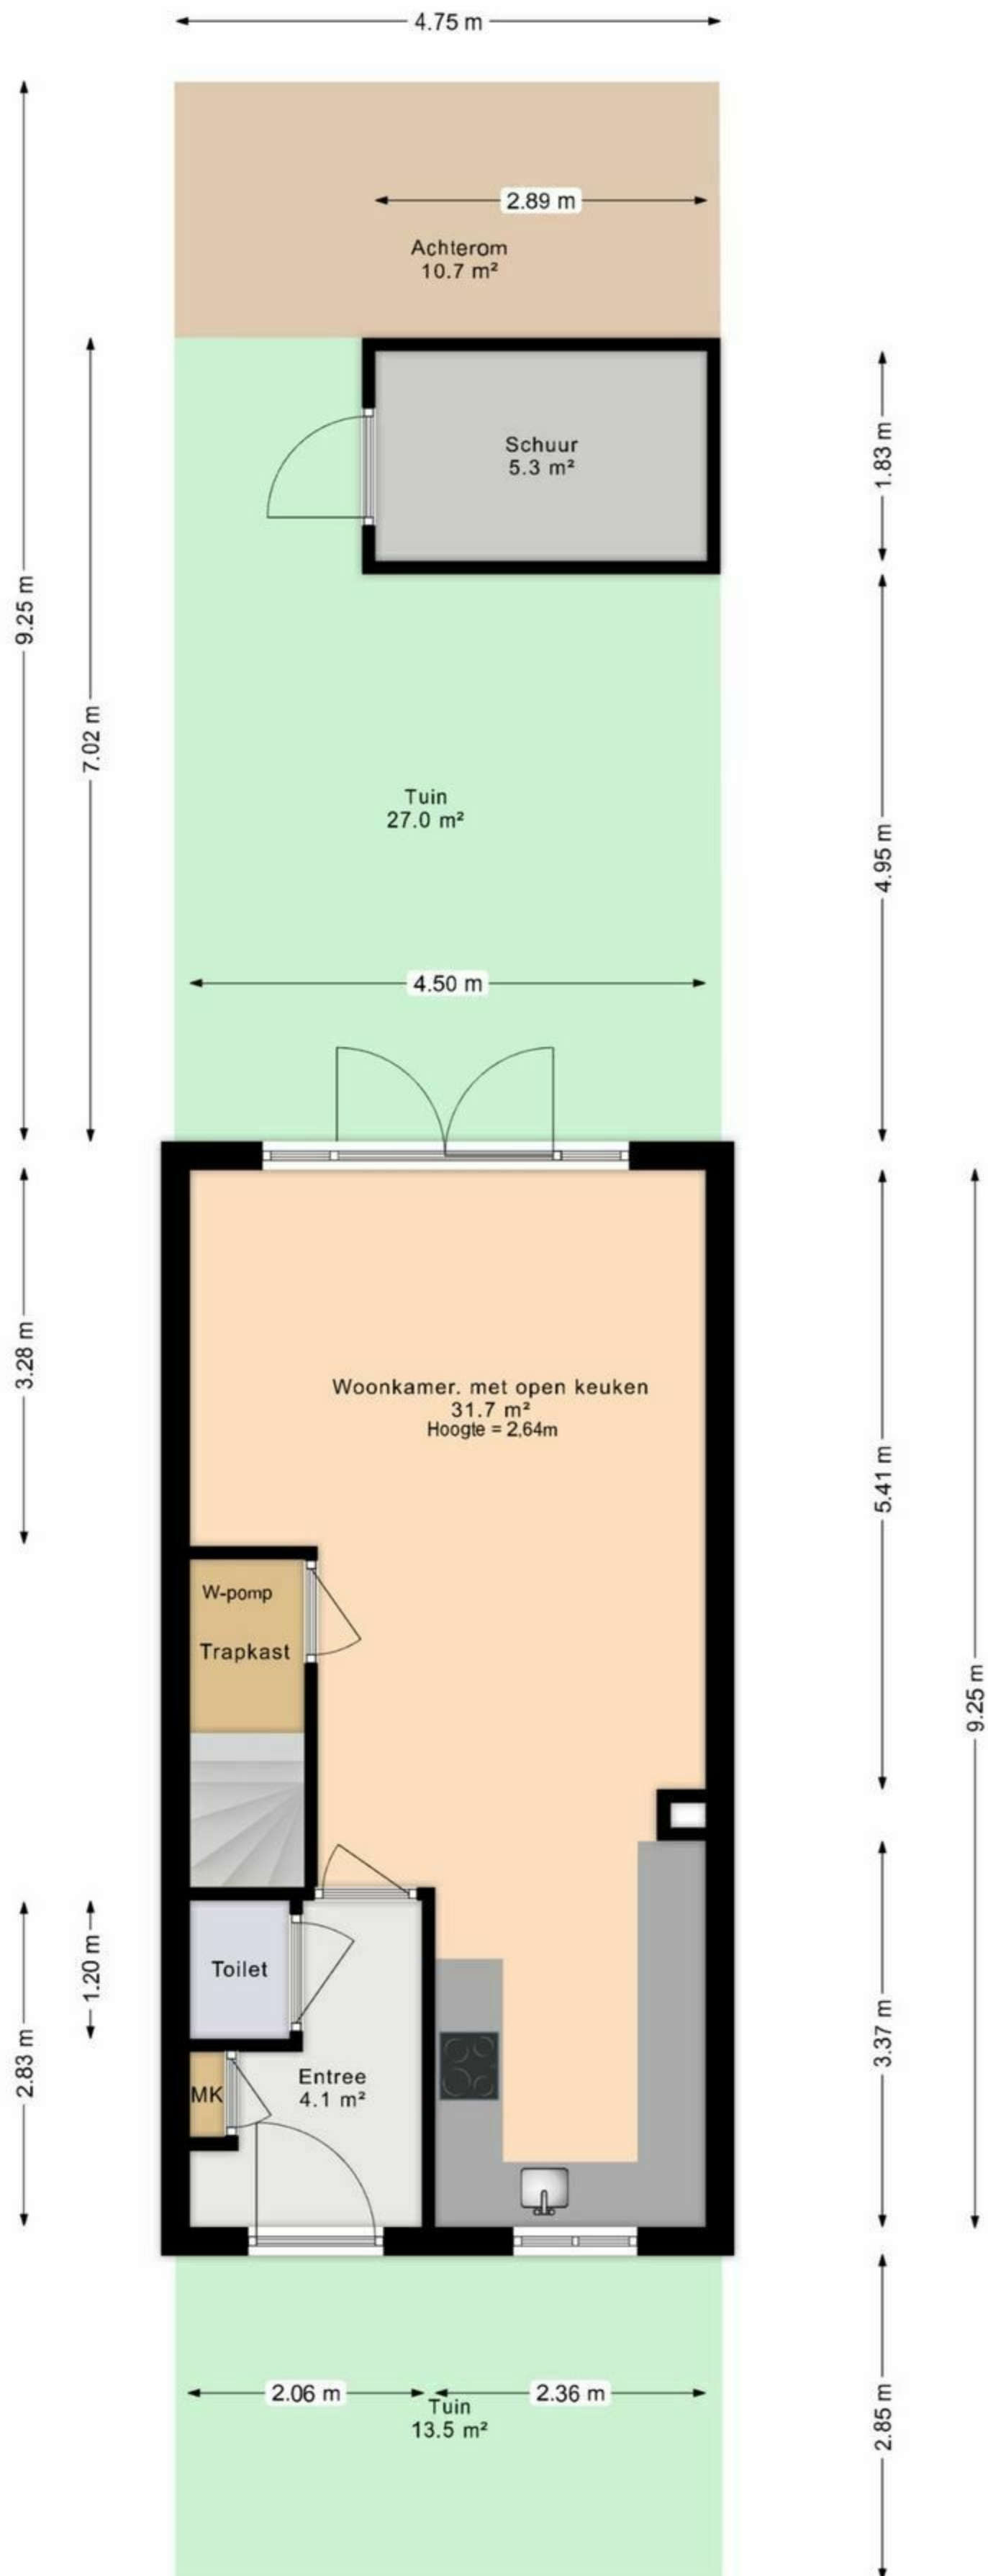 4.75 m
2.89 m
Achterom
10.7 m²
Schuur
5.3 m²
1.83 m
9.25 m
7.02 m
Tuin
27.0 m²
4.95 m
4.50 m
3.28 m
Woonkamer. met open keuken
31.7 m²
Hoogte = 2,64m
5.41 m
W-pomp
Trapkast
9.25 m
Toilet
1.20 m
2.83 m
3.37 m
Entree
4.1 m²
MK
2.06 m
2.36 m
Tuin
13.5 m²
2.85 m